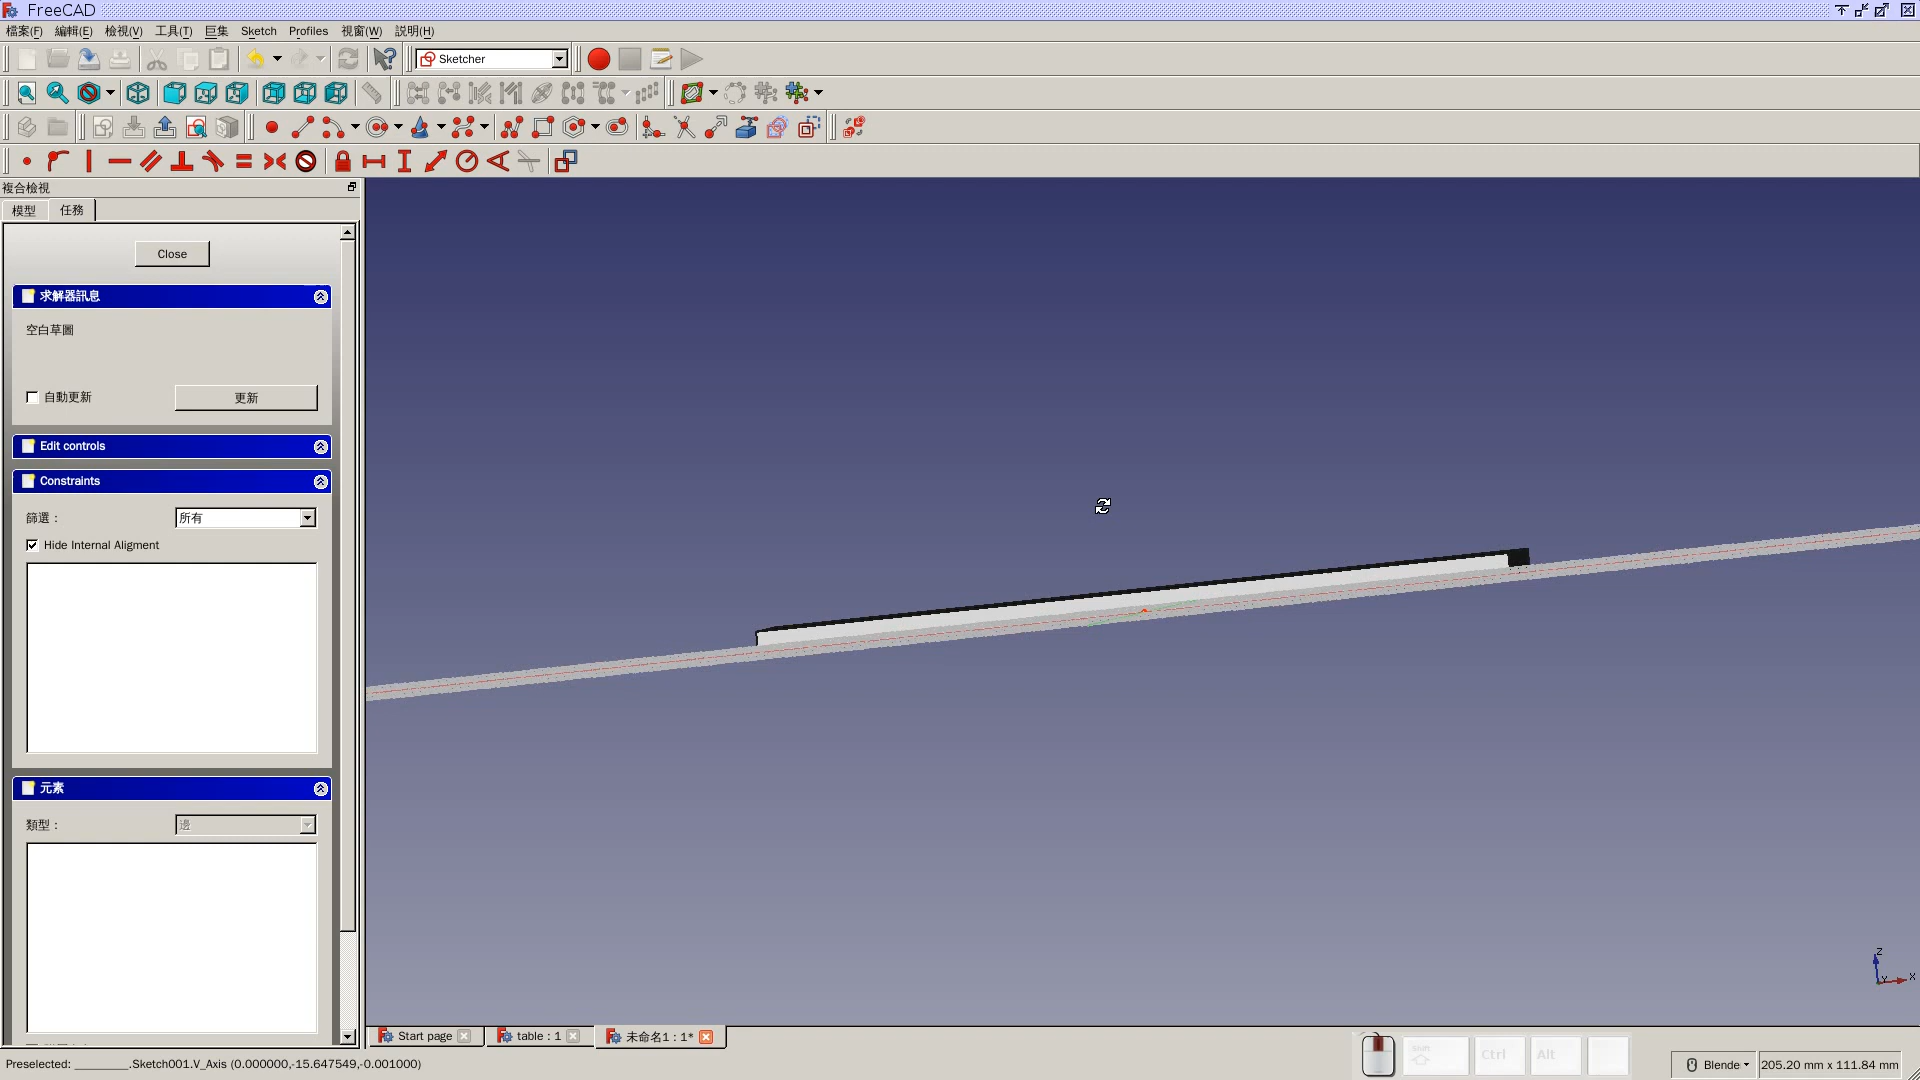 FreeCAD
檔案(F) 編輯(E) 檢視(V) 工具(T) 巨集 Sketch Profiles 視窗(W) 説明(H)
Sketcher
複合檢視
模型 任務
Close
求解器訊息
空白草圖
自動更新 更新
Edit controls
Constraints
篩選： 所有
Hide Internal Aligment
元素
類型： 邊
Z
Y X
Start page table : 1 未命名1 : 1*
Shift Ctrl Alt
Preselected: ________.Sketch001.V_Axis (0.000000,-15.647549,-0.001000) Blende 205.20 mm x 111.84 mm